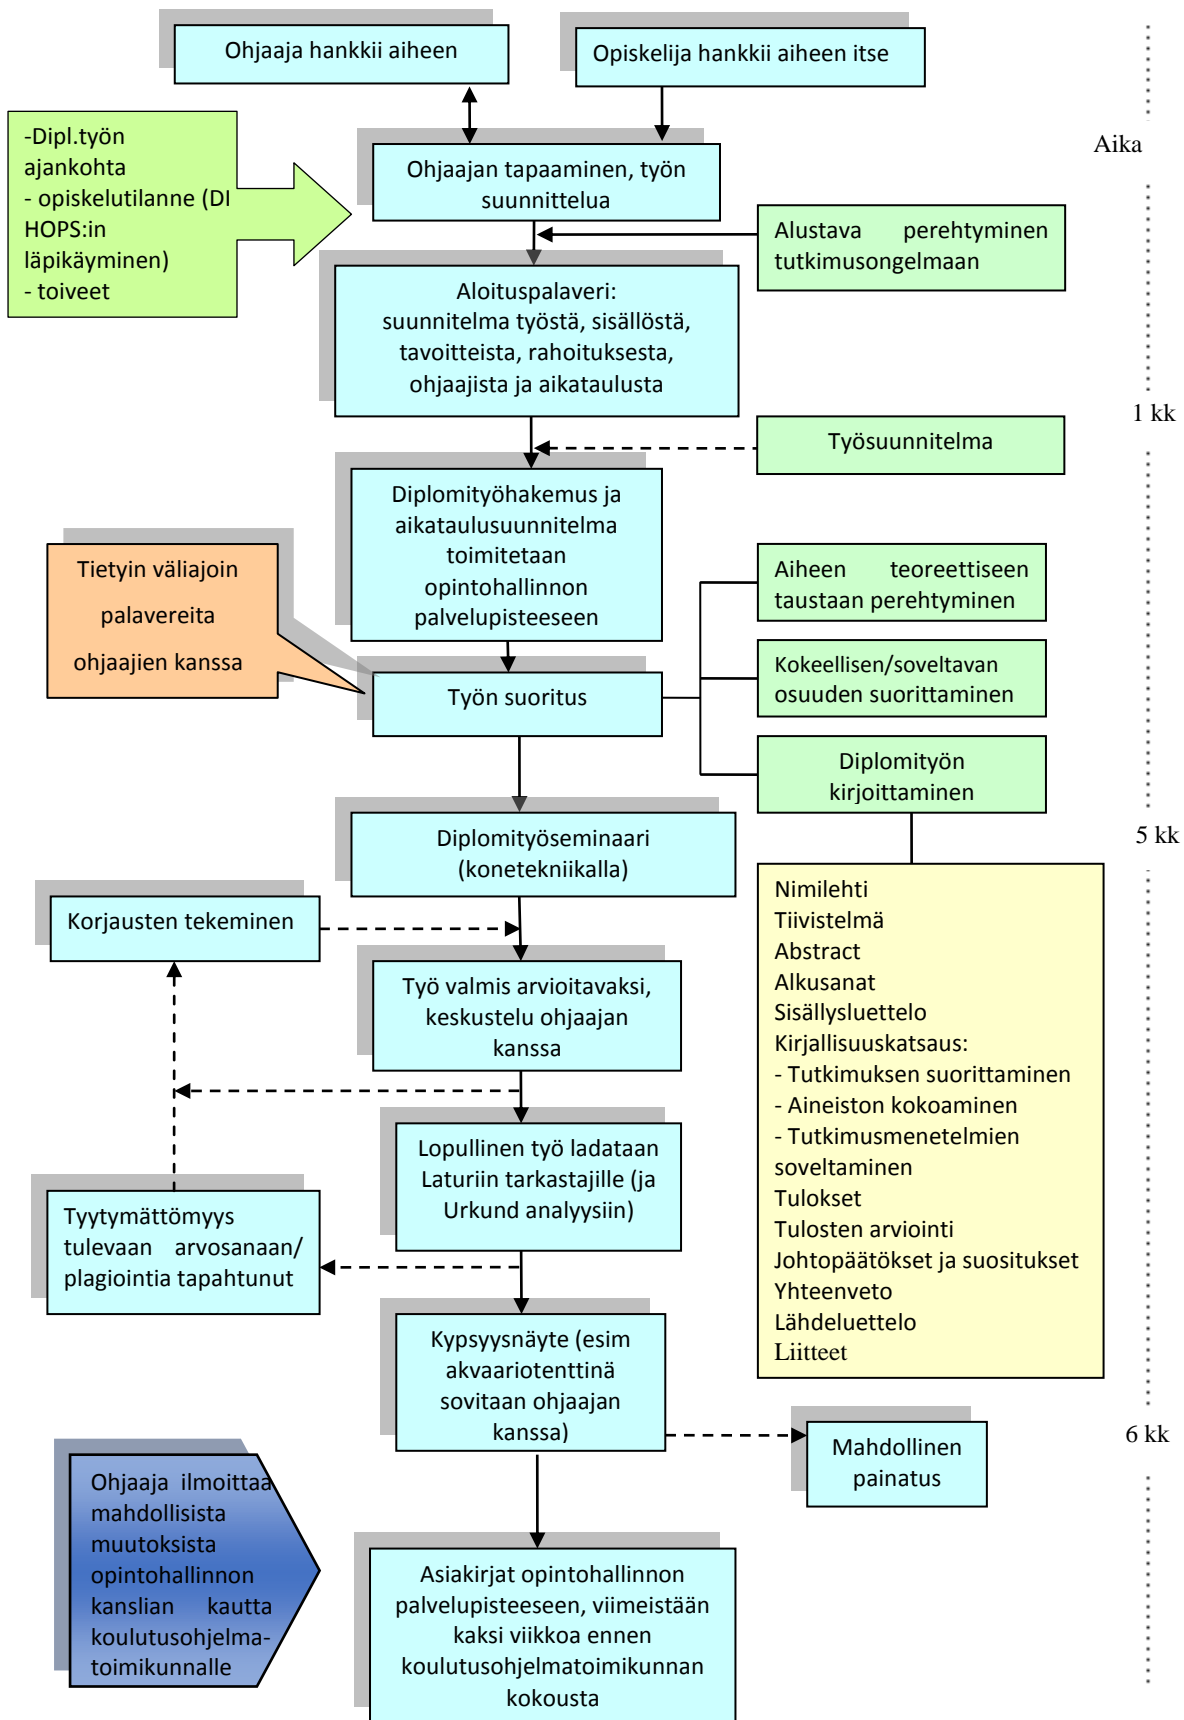 Ohjaaja hankkii aiheen
Opiskelija hankkii aiheen itse
Aika
-Dipl.työn
ajankohta
- opiskelutilanne (DI
HOPS:in
läpikäyminen)
- toiveet
Ohjaajan tapaaminen, työn
suunnittelua
Alustava perehtyminen
tutkimusongelmaan
Aloituspalaveri:
suunnitelma työstä, sisällöstä,
tavoitteista, rahoituksesta,
ohjaajista ja aikataulusta
1 kk
Työsuunnitelma
Diplomityöhakemus ja
aikataulusuunnitelma
toimitetaan
opintohallinnon
palvelupisteeseen
Tietyin väliajoin
palavereita
ohjaajien kanssa
Aiheen teoreettiseen
taustaan perehtyminen
Kokeellisen/soveltavan
osuuden suorittaminen
Työn suoritus
Diplomityön
kirjoittaminen
5 kk
Diplomityöseminaari
(konetekniikalla)
Nimilehti
Tiivistelmä
Abstract
Alkusanat
Sisällysluettelo
Kirjallisuuskatsaus:
- Tutkimuksen suorittaminen
- Aineiston kokoaminen
- Tutkimusmenetelmien
soveltaminen
Tulokset
Tulosten arviointi
Johtopäätökset ja suositukset
Yhteenveto
Lähdeluettelo
Liitteet
Korjausten tekeminen
Työ valmis arvioitavaksi,
keskustelu ohjaajan
kanssa
Lopullinen työ ladataan
Laturiin tarkastajille (ja
Urkund analyysiin)
Tyytymättömyys
tulevaan arvosanaan/
plagiointia tapahtunut
Kypsyysnäyte (esim
akvaariotenttinä
sovitaan ohjaajan
kanssa)
6 kk
Mahdollinen
painatus
Ohjaaja ilmoittaa
mahdollisista
muutoksista
opintohallinnon
kanslian kautta
koulutusohjelma-
toimikunnalle
Asiakirjat opintohallinnon
palvelupisteeseen, viimeistään
kaksi viikkoa ennen
koulutusohjelmatoimikunnan
kokousta